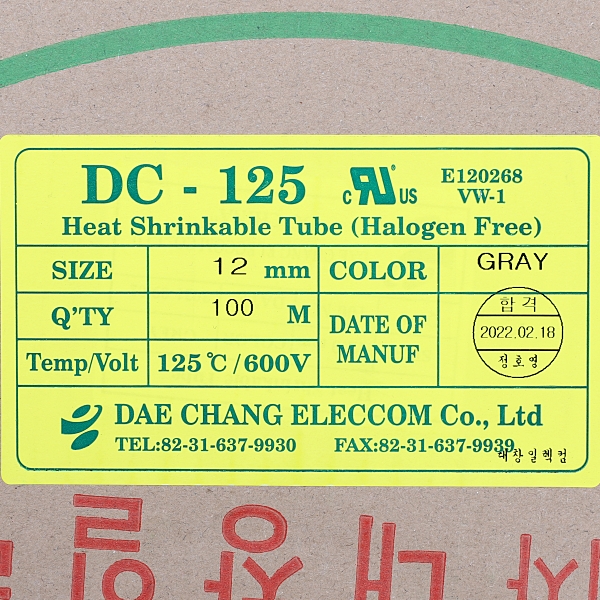 DC - 125 c RU ® US E120268
VW-1
Heat Shrinkable Tube (Halogen Free)
SIZE 12 mm COLOR GRAY
Q'TY 100 M DATE OF MANUF 합격
2022.02.18
정호영
Temp/Volt 125℃/600V
DAE CHANG ELECCOM Co., Ltd
TEL:82-31-637-9930 FAX:82-31-637-9939
대창일렉컴